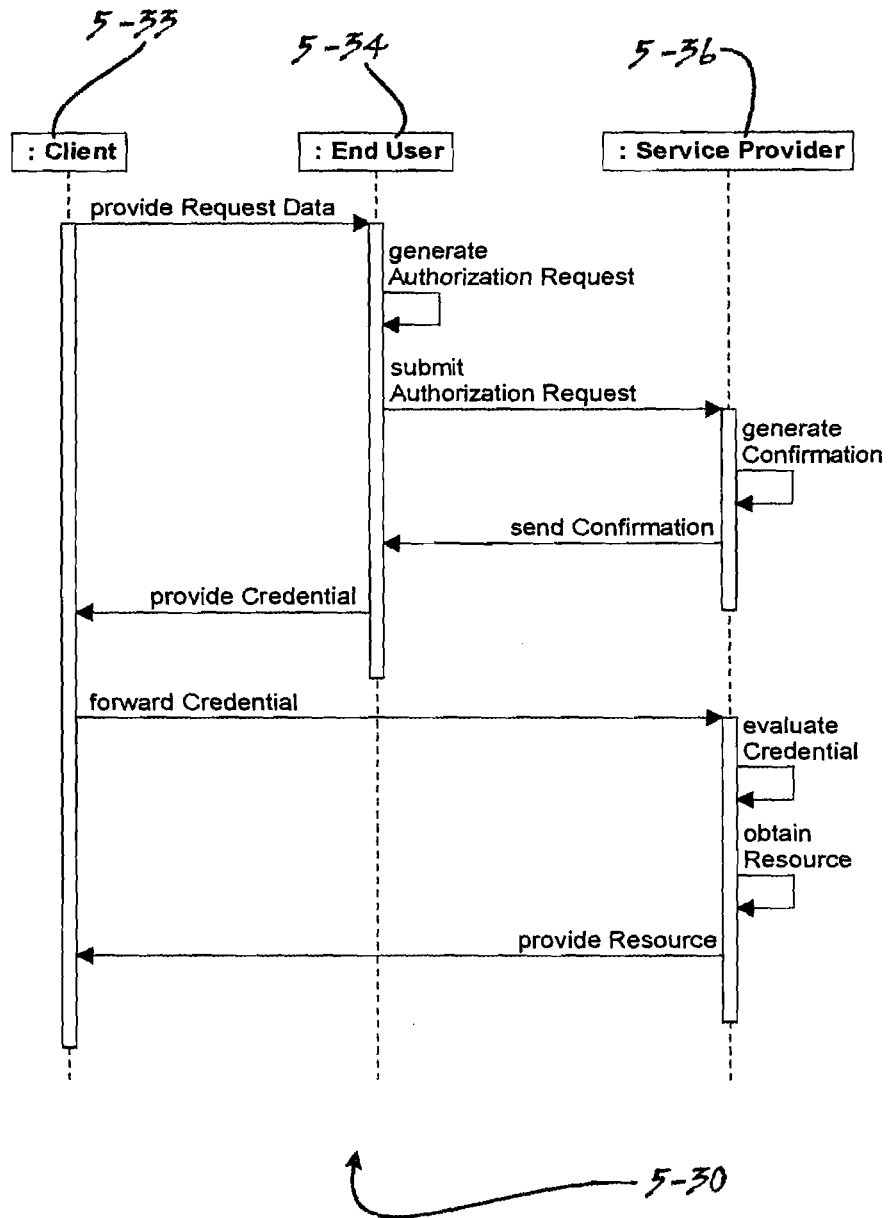 5-33
5-34
5-36
: Client
: End User
: Service Provider
provide Request Data
generate
Authorization Request
submit
Authorization Request
generate
Confirmation
send Confirmation
provide Credential
forward Credential
evaluate
Credential
obtain
Resource
provide Resource
5-30